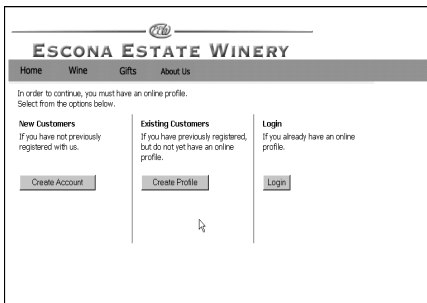 ESCONA ESTATE WINERY
Home Wine Gifts About Us
In order to continue, you must have an online profile.
Select from the options below.
New Customers
If you have not previously
registered with us.
Create Account
Existing Customers
If you have previously registered,
but do not yet have an online
profile.
Create Profile
Login
If you already have an online
profile.
Login